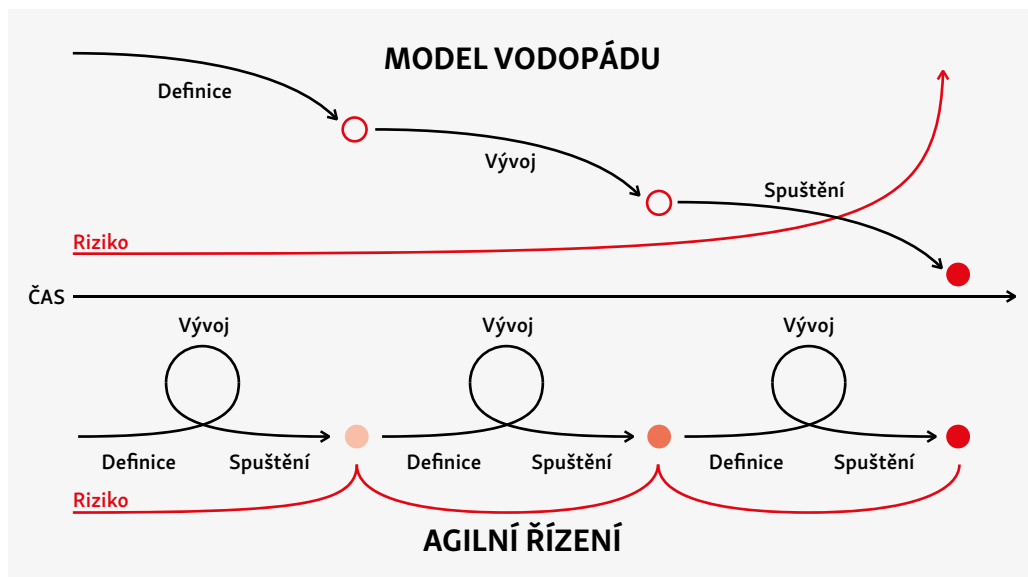 MODEL VODOPÁDU
Definice
Vývoj
Spuštění
Riziko
ČAS
Vývoj
Vývoj
Vývoj
Definice
Spuštění
Definice
Spuštění
Definice
Spuštění
Riziko
AGILNÍ ŘÍZENÍ